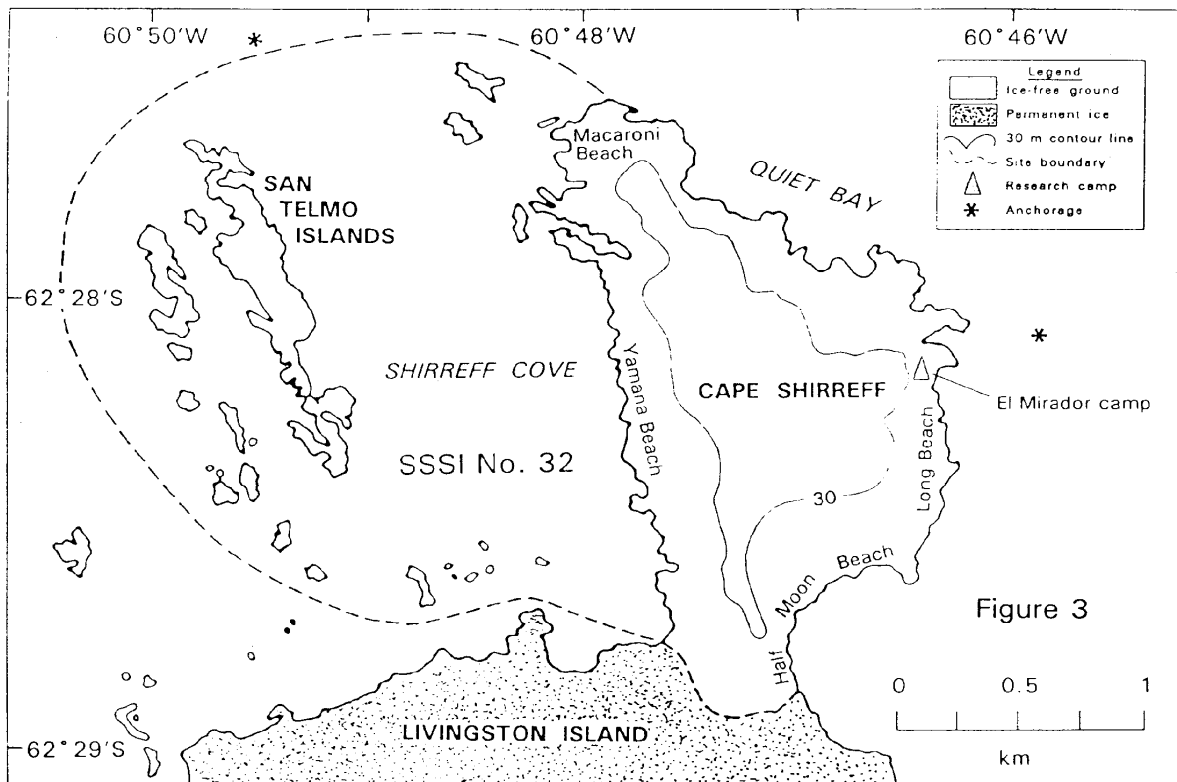 60°50'W
60°48'W
60°46'W
Legend
Ice-free ground
Permanent ice
30 m contour line
Site boundary
Research camp
Anchorage
Macaroni
Beach
QUIET BAY
SAN
TELMO
ISLANDS
62°28'S
SHIRREFF COVE
Yamana Beach
CAPE SHIRREFF
El Mirador camp
Long Beach
SSSI No. 32
30
Half Moon Beach
Figure 3
0 0.5 1
km
LIVINGSTON ISLAND
62°29'S